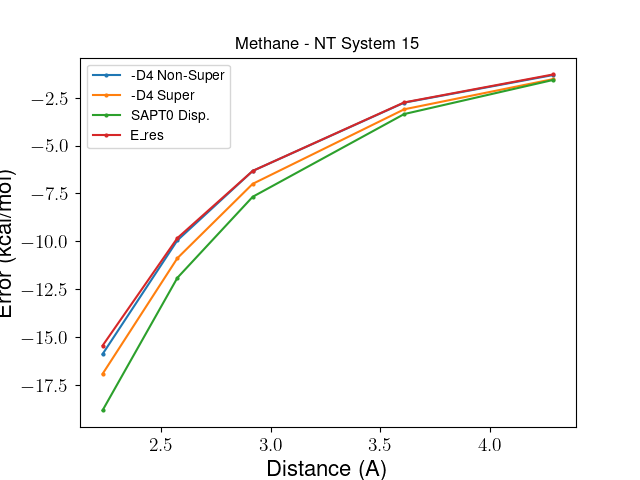 Methane - NT System 15
-D4 Non-Super
-D4 Super
SAPT0 Disp.
E_res
Error (kcal/mol)
−2.5
−5.0
−7.5
−10.0
−12.5
−15.0
−17.5
2.5 3.0 3.5 4.0
Distance (A)